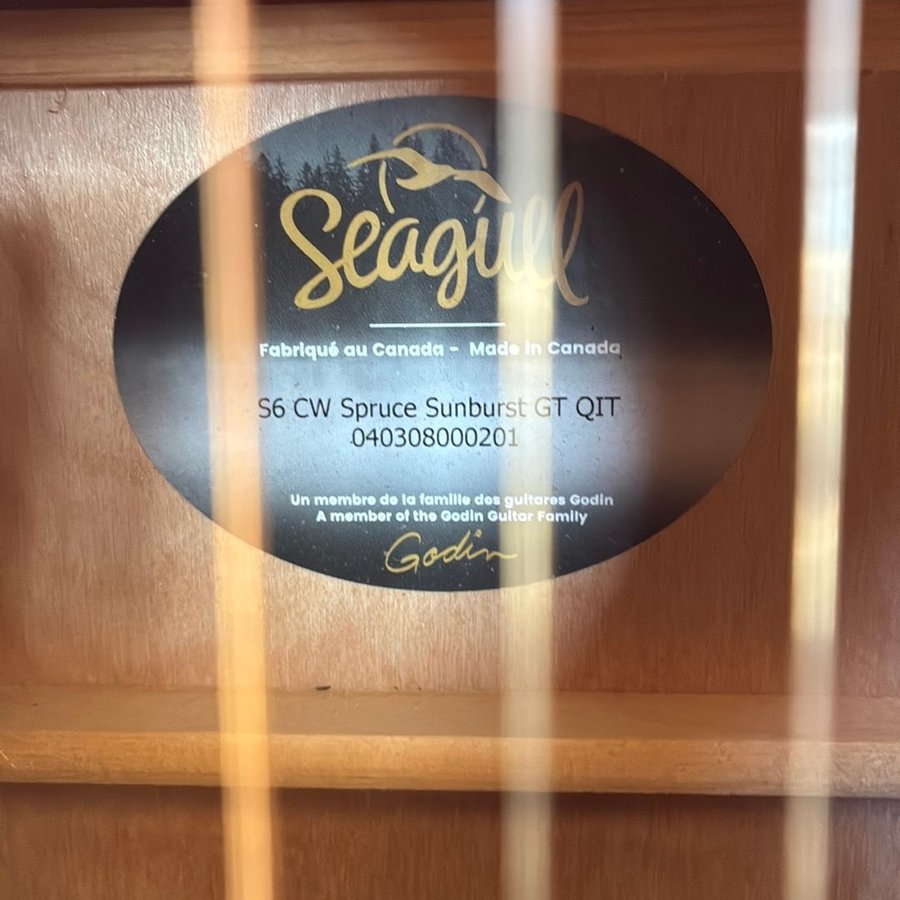 Seagull
Fabriqué au Canada - Made in Canada
S6 CW Spruce Sunburst GT QIT
040308000201
Un membre de la famille des guitares Godin
A member of the Godin Guitar Family
Godin